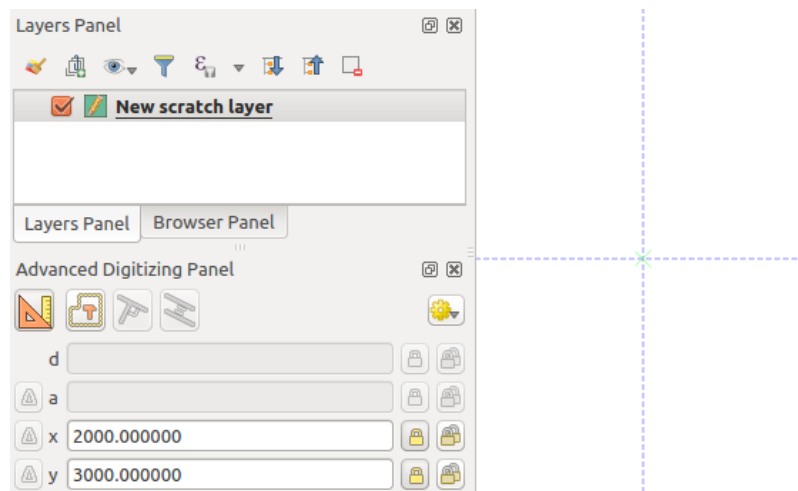 Layers Panel
New scratch layer
Layers Panel
Browser Panel
Advanced Digitizing Panel
d
a
x 2000.000000
y 3000.000000